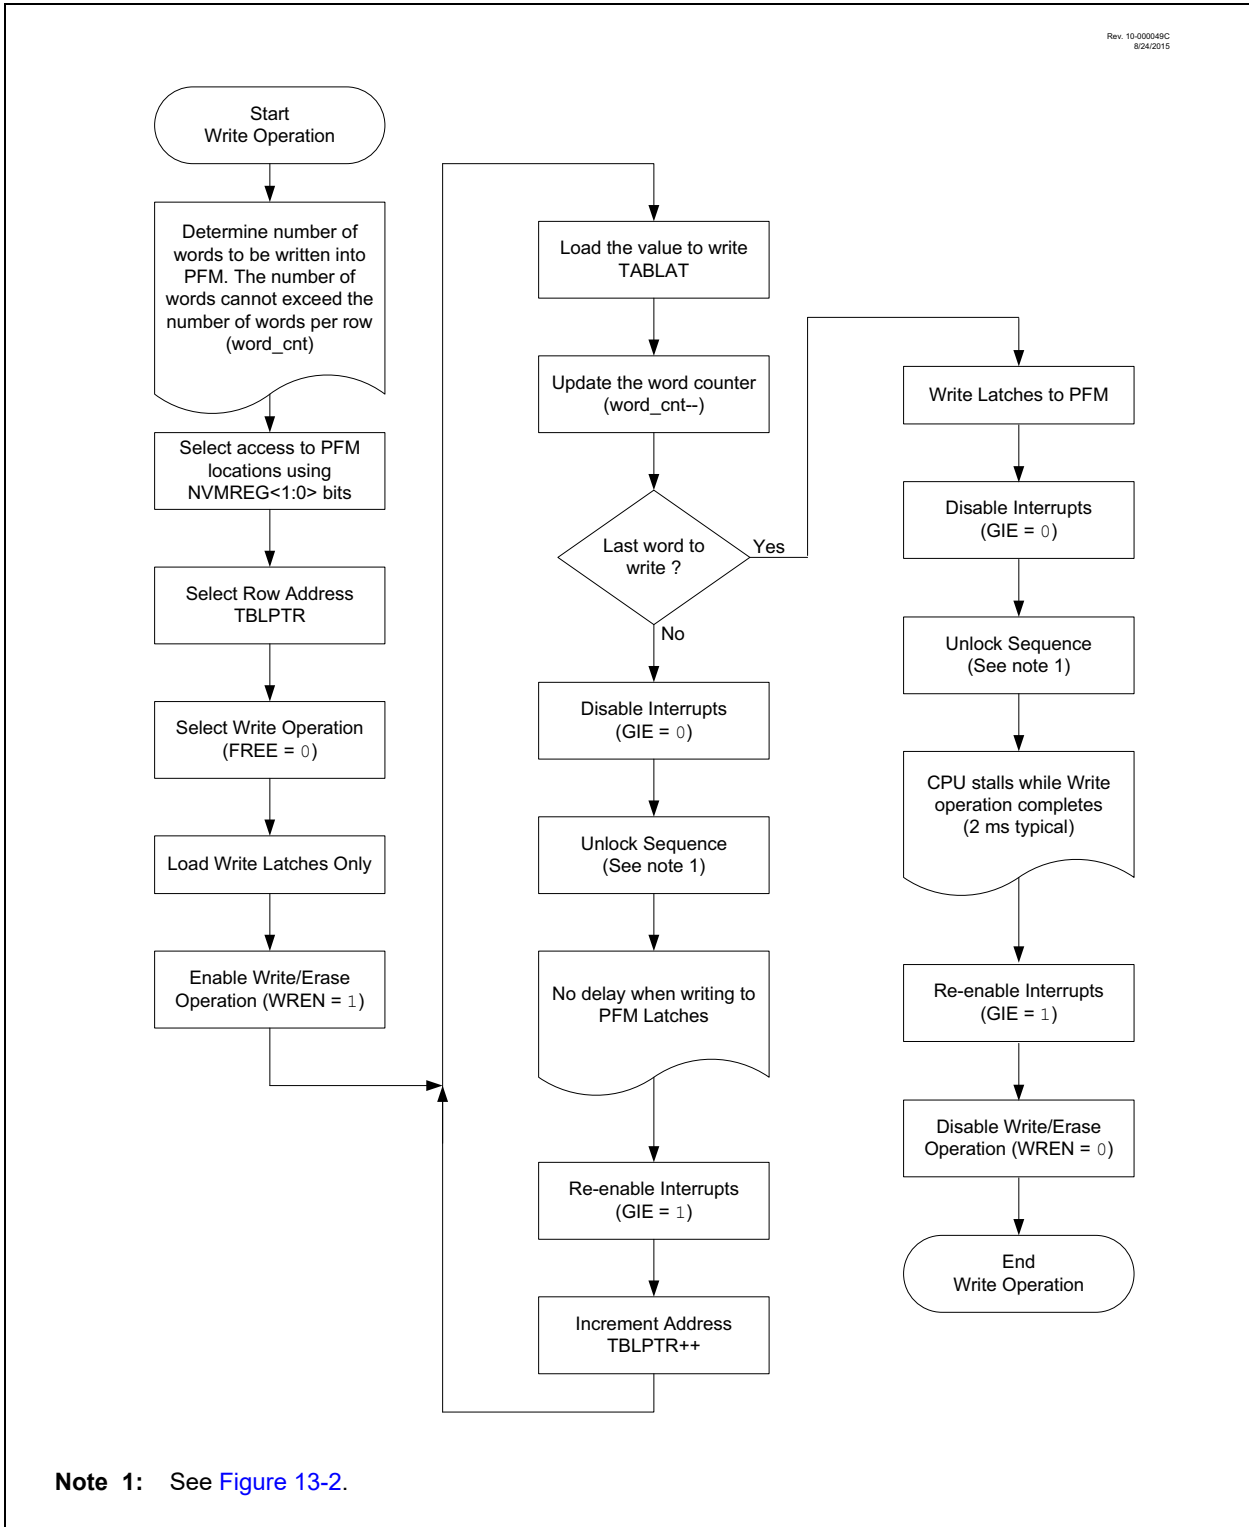 Rev. 10-000049C
8/24/2015
Start
Write Operation
Determine number of
words to be written into
PFM. The number of
words cannot exceed the
number of words per row
(word_cnt)
Select access to PFM
locations using
NVMREG<1:0> bits
Select Row Address
TBLPTR
Select Write Operation
(FREE = 0)
Load Write Latches Only
Enable Write/Erase
Operation (WREN = 1)
Load the value to write
TABLAT
Update the word counter
(word_cnt--)
Last word to
write ?
Yes
No
Disable Interrupts
(GIE = 0)
Unlock Sequence
(See note 1)
No delay when writing to
PFM Latches
Re-enable Interrupts
(GIE = 1)
Increment Address
TBLPTR++
Write Latches to PFM
Disable Interrupts
(GIE = 0)
Unlock Sequence
(See note 1)
CPU stalls while Write
operation completes
(2 ms typical)
Re-enable Interrupts
(GIE = 1)
Disable Write/Erase
Operation (WREN = 0)
End
Write Operation
Note 1: See Figure 13-2.